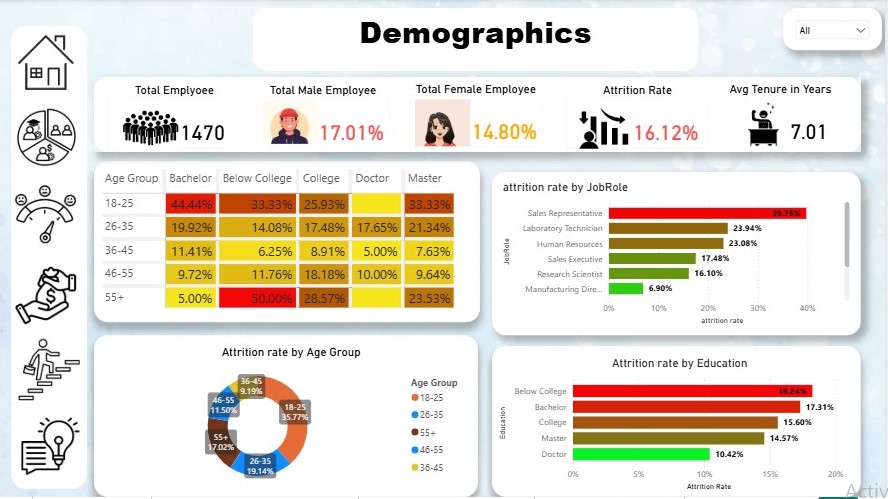 Demographics
All
Total Emplyoee
1470
Total Male Employee
17.01%
Total Female Employee
14.80%
Attrition Rate
16.12%
Avg Tenure in Years
7.01
Age Group Bachelor Below College College Doctor Master
18-25 44.44% 33.33% 25.93% 33.33%
26-35 19.92% 14.08% 17.48% 17.65% 21.34%
36-45 11.41% 6.25% 8.91% 5.00% 7.63%
46-55 9.72% 11.76% 18.18% 10.00% 9.64%
55+ 5.00% 50.00% 28.57% 23.53%
attrition rate by JobRole
JobRole
Sales Representative 39.76%
Laboratory Technician 23.94%
Human Resources 23.08%
Sales Executive 17.48%
Research Scientist 16.10%
Manufacturing Dire... 6.90%
0% 10% 20% 30% 40%
attrition rate
Attrition rate by Age Group
36-45
9.19%
46-55
11.50%
18-25
35.77%
55+
17.02%
26-35
19.14%
Age Group
18-25
26-35
55+
46-55
36-45
Attrition rate by Education
Education
Below College 18.24%
Bachelor 17.31%
College 15.60%
Master 14.57%
Doctor 10.42%
0% 5% 10% 15% 20%
Attrition Rate
Activ